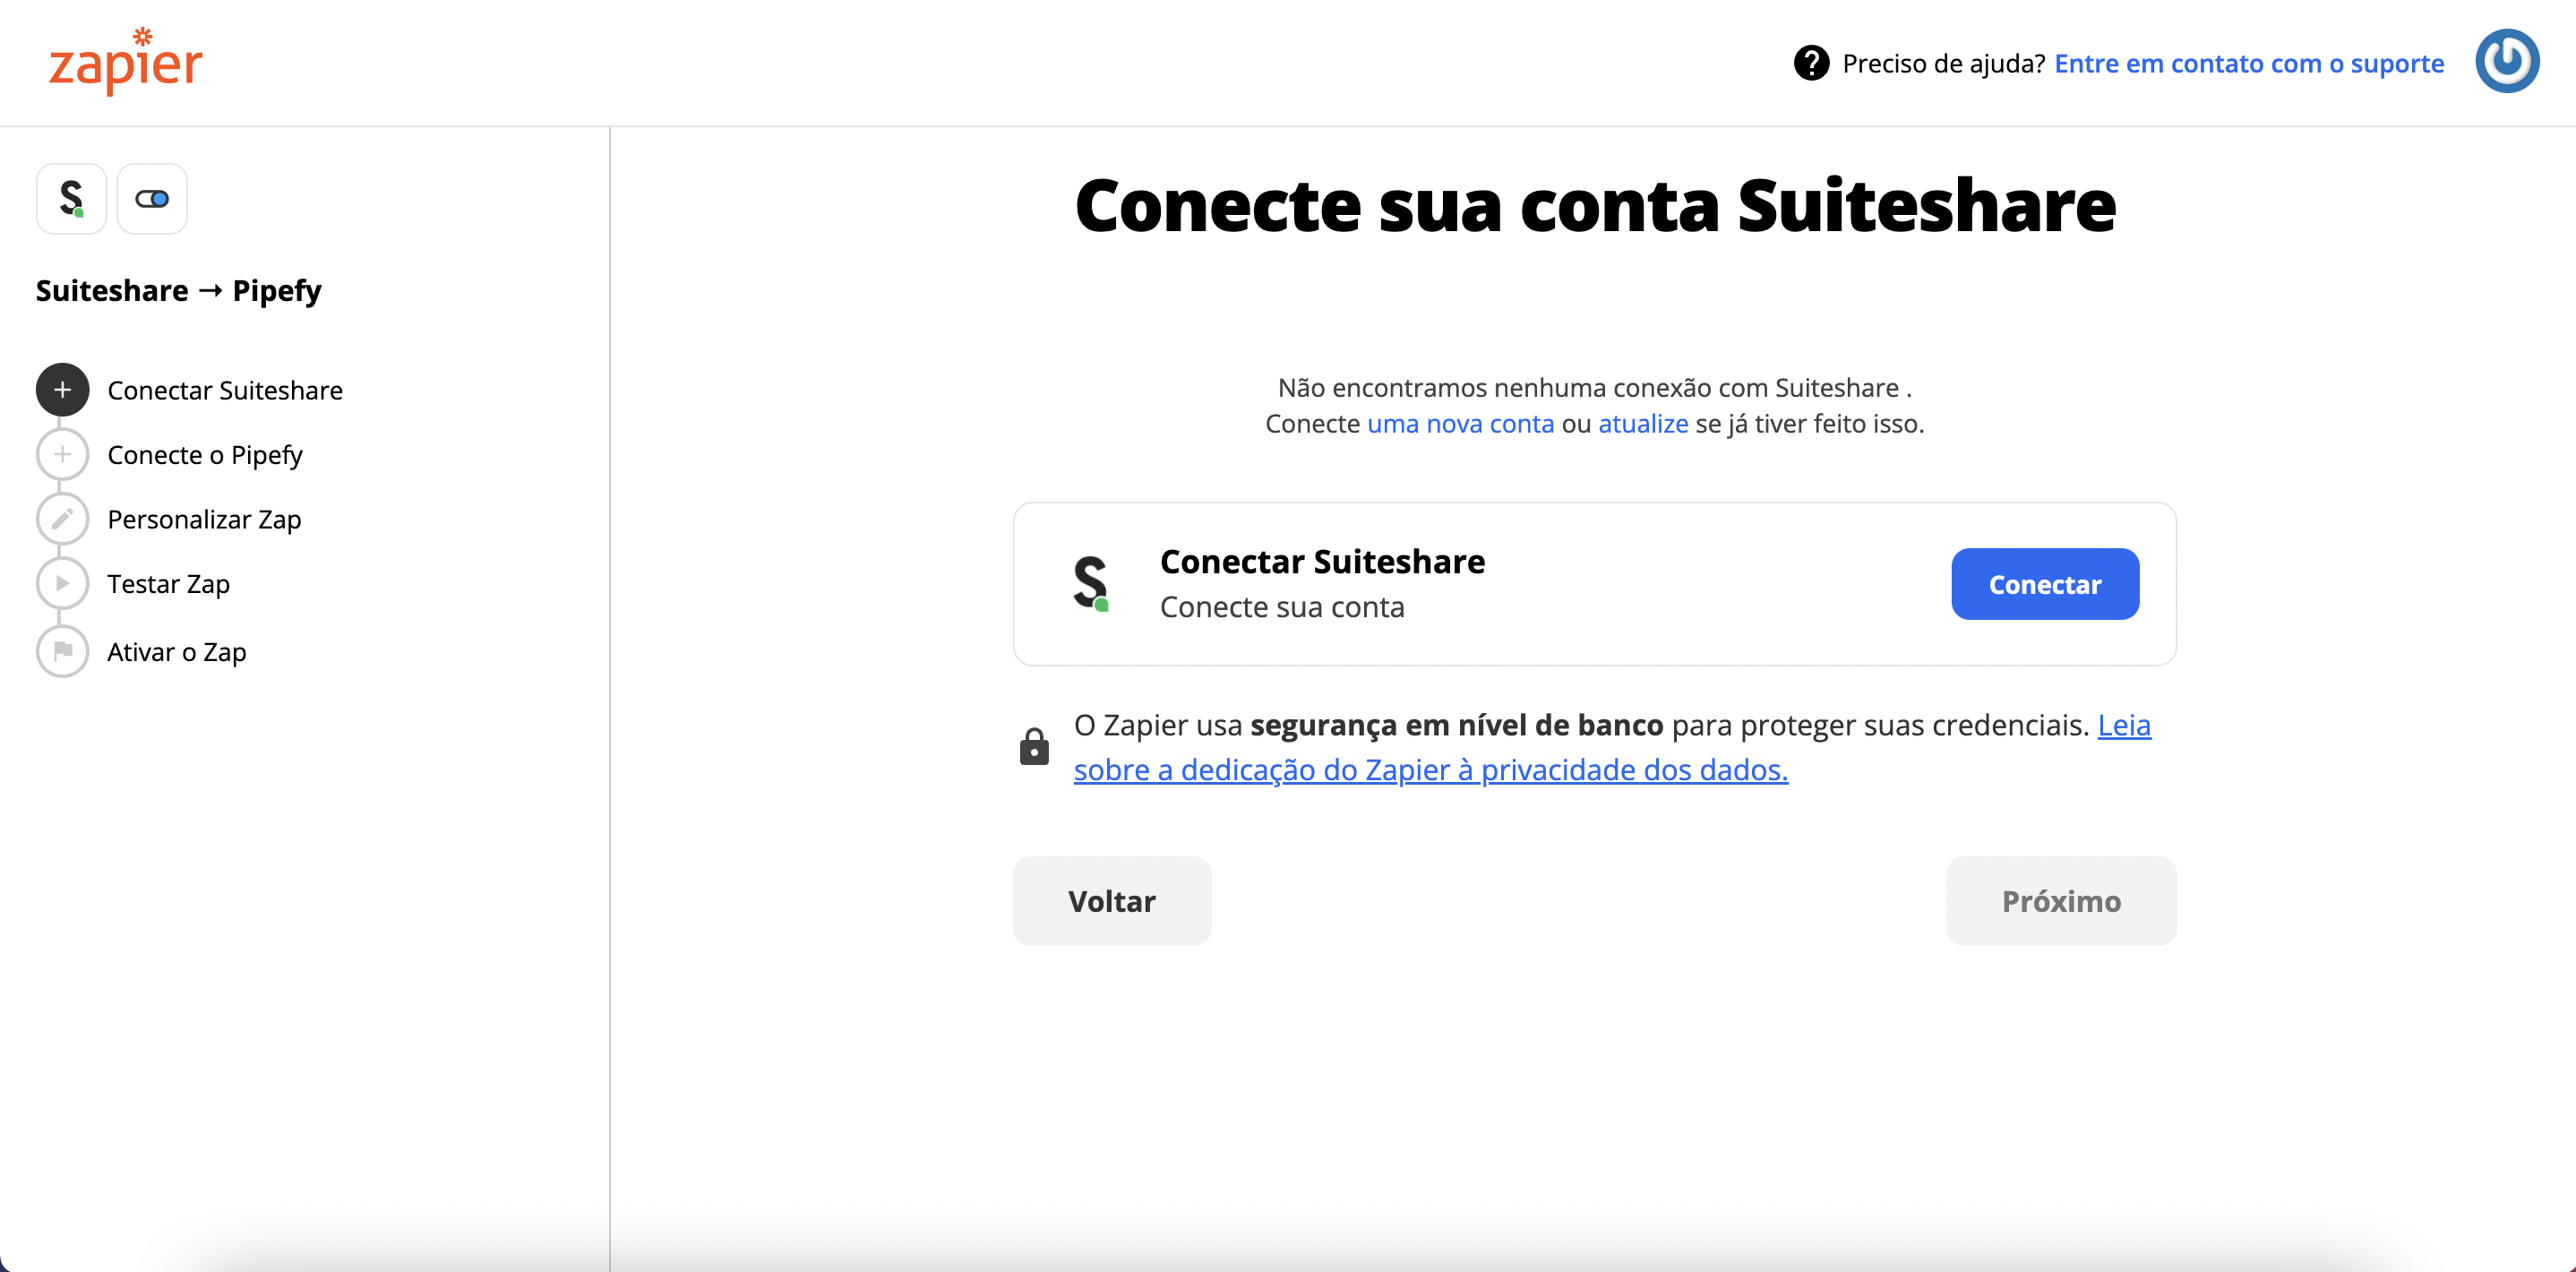 zapier
Preciso de ajuda? Entre em contato com o suporte
Suiteshare → Pipefy
Conectar Suiteshare
Conecte o Pipefy
Personalizar Zap
Testar Zap
Ativar o Zap
Conecte sua conta Suiteshare
Não encontramos nenhuma conexão com Suiteshare .
Conecte uma nova conta ou atualize se já tiver feito isso.
Conectar Suiteshare
Conecte sua conta
Conectar
O Zapier usa segurança em nível de banco para proteger suas credenciais. Leia
sobre a dedicação do Zapier à privacidade dos dados.
Voltar
Próximo